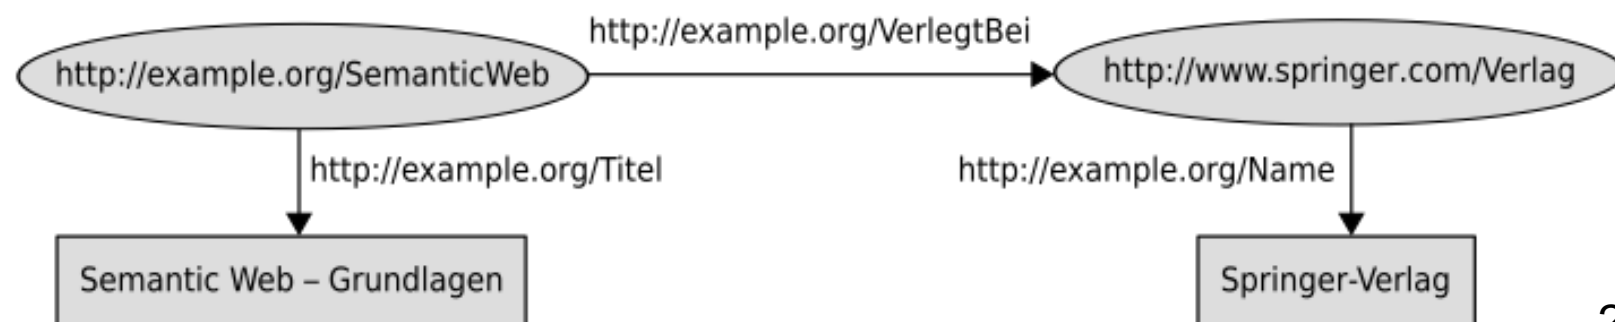 http://example.org/VerlegtBei
http://example.org/SemanticWeb
http://www.springer.com/Verlag
http://example.org/Titel
http://example.org/Name
Semantic Web – Grundlagen
Springer-Verlag